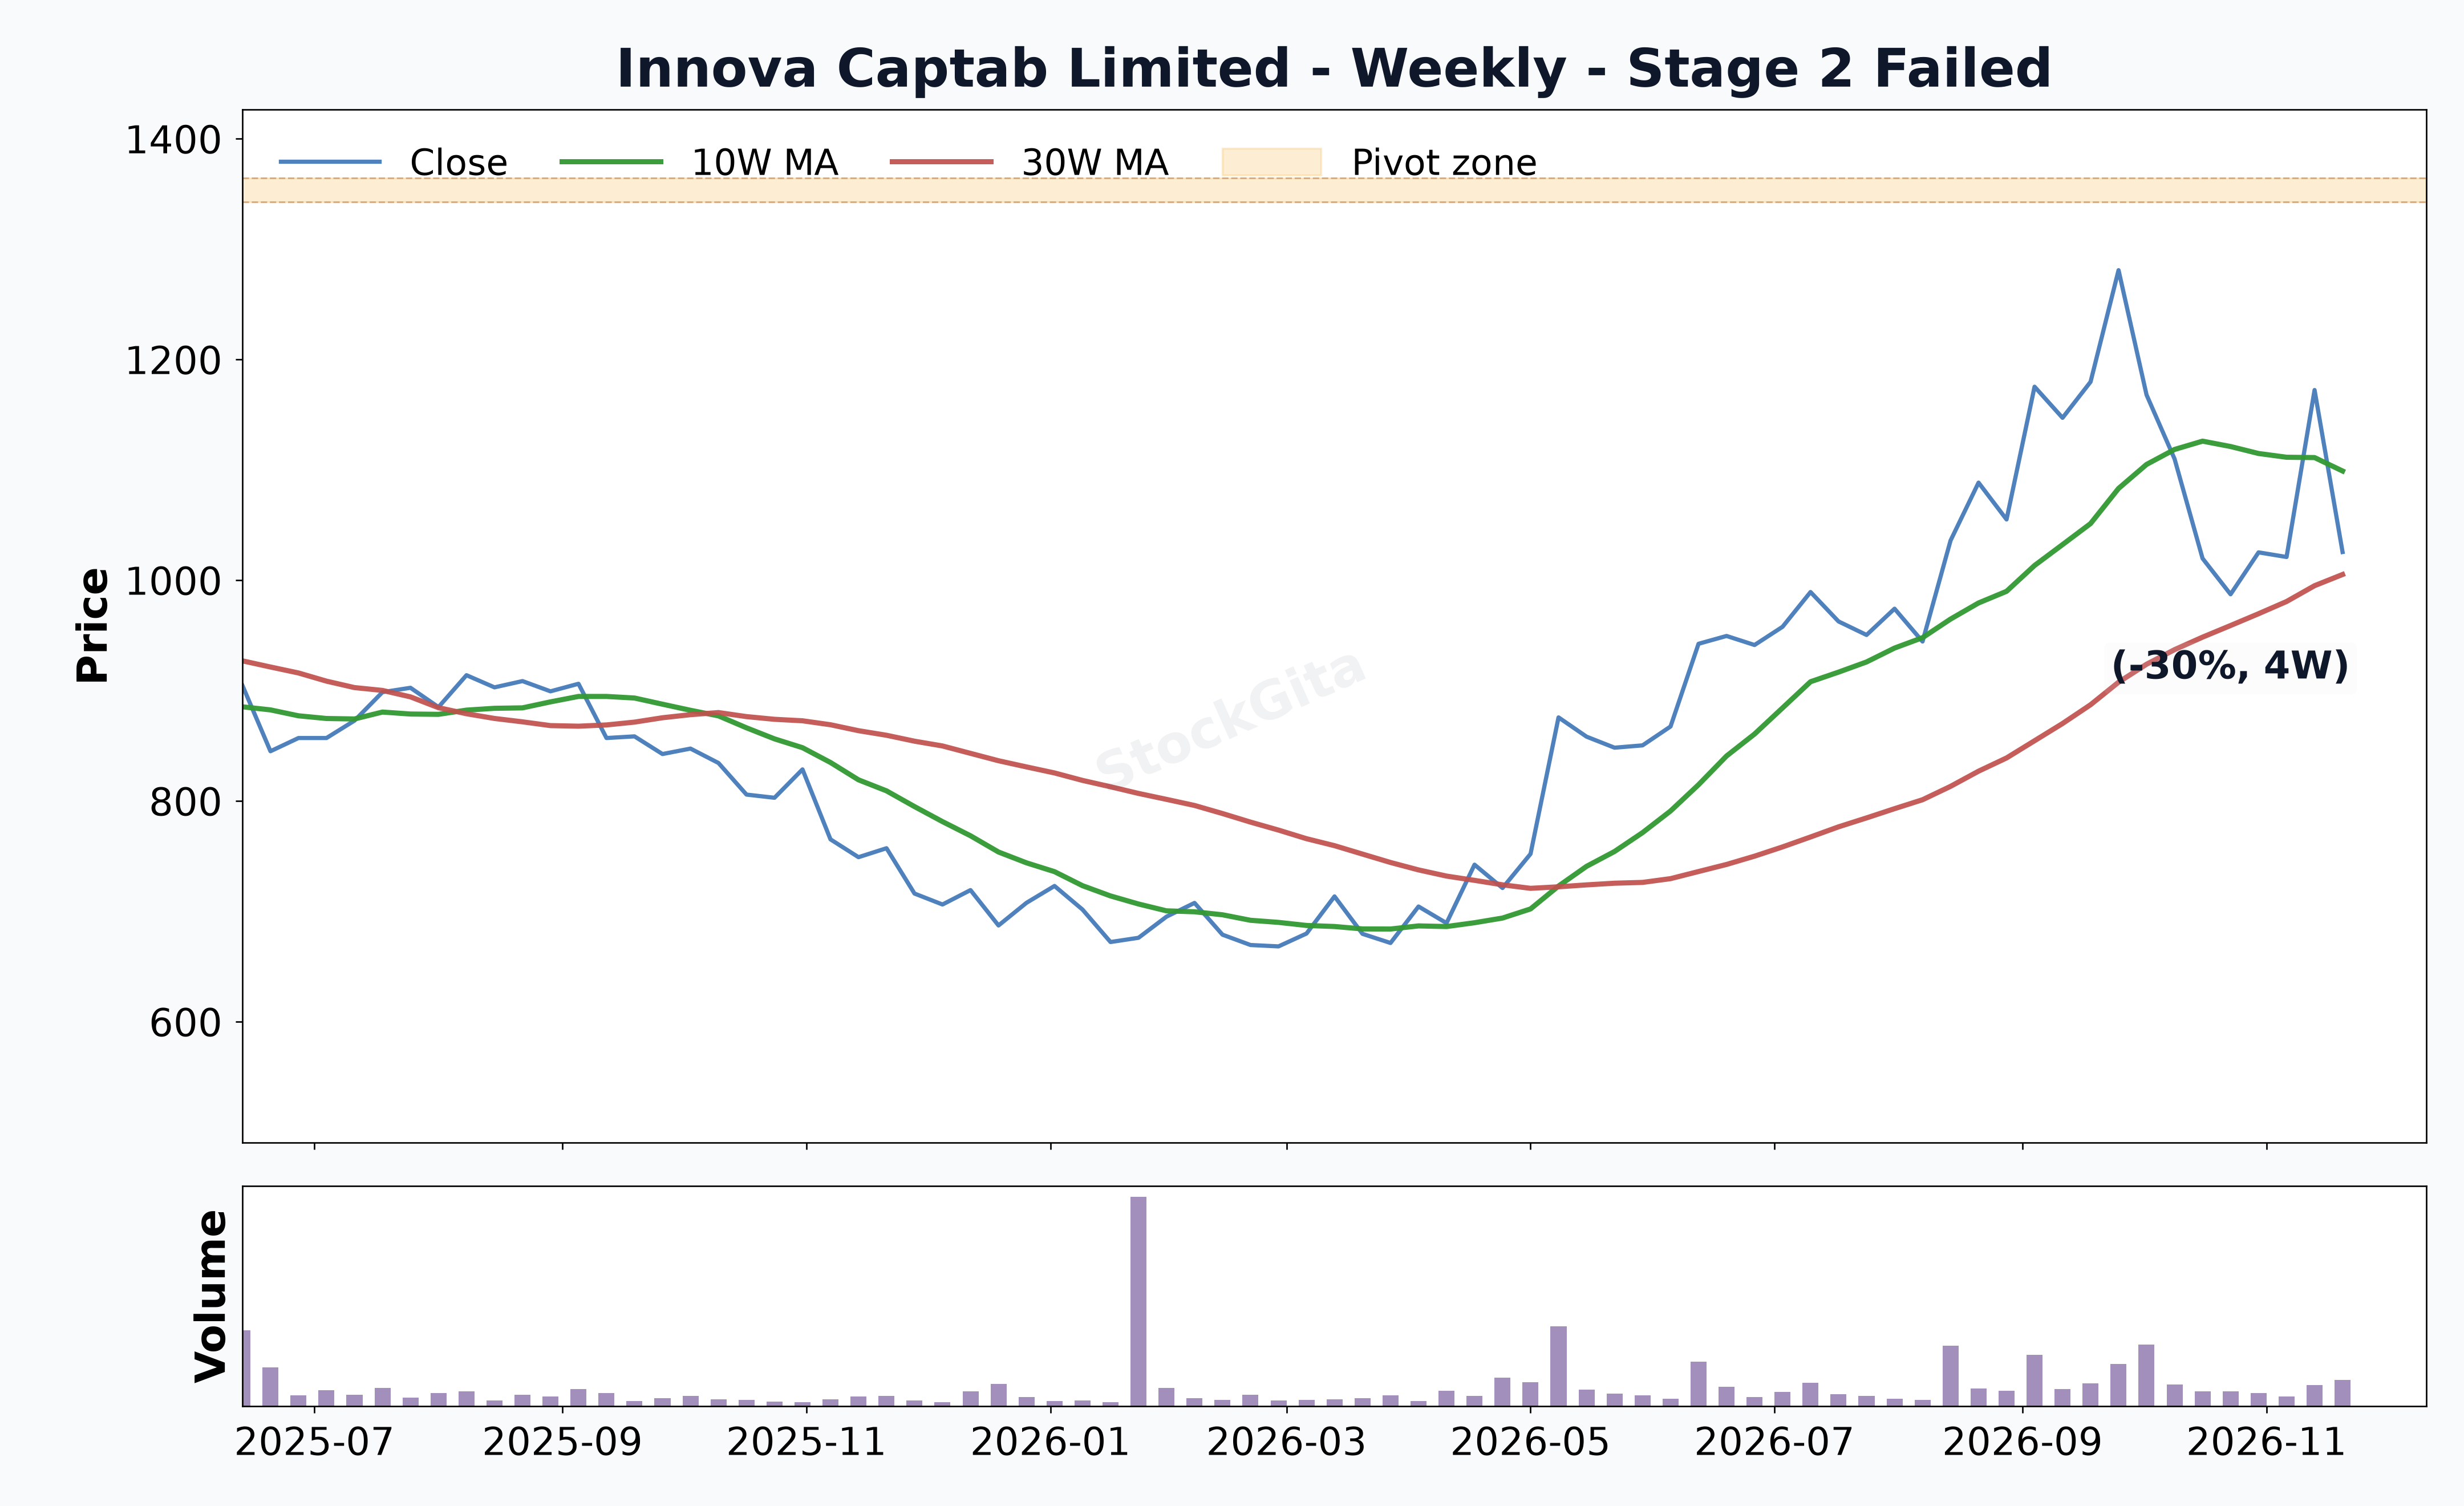 Innova Captab Limited - Weekly - Stage 2 Failed
Close 10W MA 30W MA Pivot zone
1400
1200
1000
800
600
Price
StockGita
(-30%, 4W)
Volume
2025-07 2025-09 2025-11 2026-01 2026-03 2026-05 2026-07 2026-09 2026-11